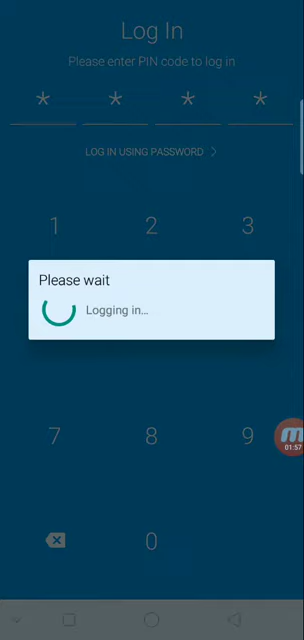 Log In
Please enter PIN code to log in
* * * *
LOG IN USING PASSWORD
1 2 3
Please wait
Logging in...
7 8 9
01:57
0